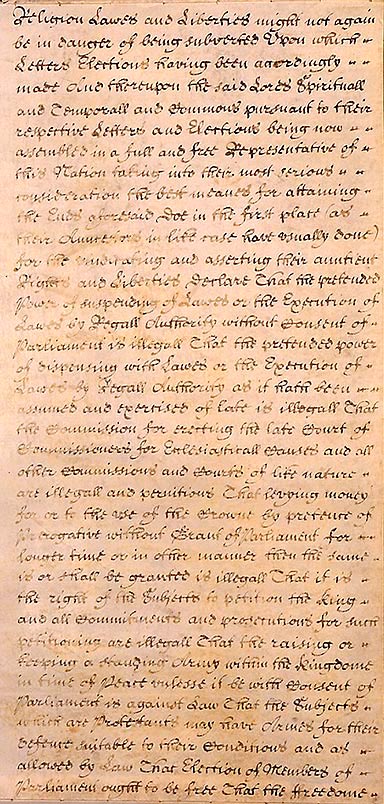 Religion Lawes and Liberties might not again
be in danger of being subverted Upon which
Letters Elections having been accordingly
made And thereupon the said Lords Spirituall
and Temporall and Commons pursuant to their
respective Letters and Elections being now
assembled in a full and free Representative of
this Nation taking into their most serious
consideration the best meanes for attaining
the Ends aforesaid Doe in the first place (as
their Auncestors in like case have usually done)
for the vindicating and asserting their auntient
Rights and Liberties, Declare That the pretended
Power of suspending of Lawes or the Execution of
Lawes by Regall Authority without Consent of
Parliament is illegall That the pretended power
of dispensing with Lawes or the Execution of
Lawes by Regall Authority as it hath been
assumed and exercised of late is illegall That
the Commission for erecting the late Court of
Commissioners for Eclesiasticall Causes and all
other Commissions and Courts of like nature
are illegall and pernitious That levying money
for or to the use of the Crowne by pretence of
Prerogative without Grant of Parliament for
longer time or in other manner then the same
is or shall be granted is illegall That it is
the right of the Subjects to petition the King
and all Commitments and prosecutions for such
petitioning are illegall That the raising or
keeping a standing Army within the Kingdome
in time of Peace unlesse it be with Consent of
Parliament is against Law That the Subjects
which are Protestants may have Armes for their
defence suitable to their Conditions and as
allowed by Law That Election of Members of
Parliament ought to be free That the freedome